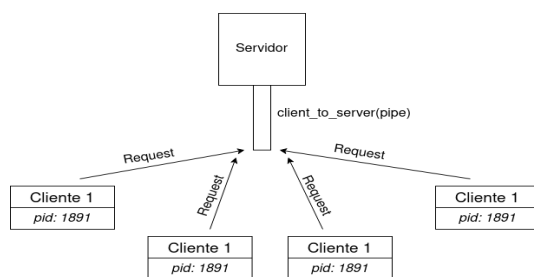 Servidor
client_to_server(pipe)
Request
Request
Request
Request
Cliente 1
pid: 1891
Cliente 1
pid: 1891
Cliente 1
pid: 1891
Cliente 1
pid: 1891